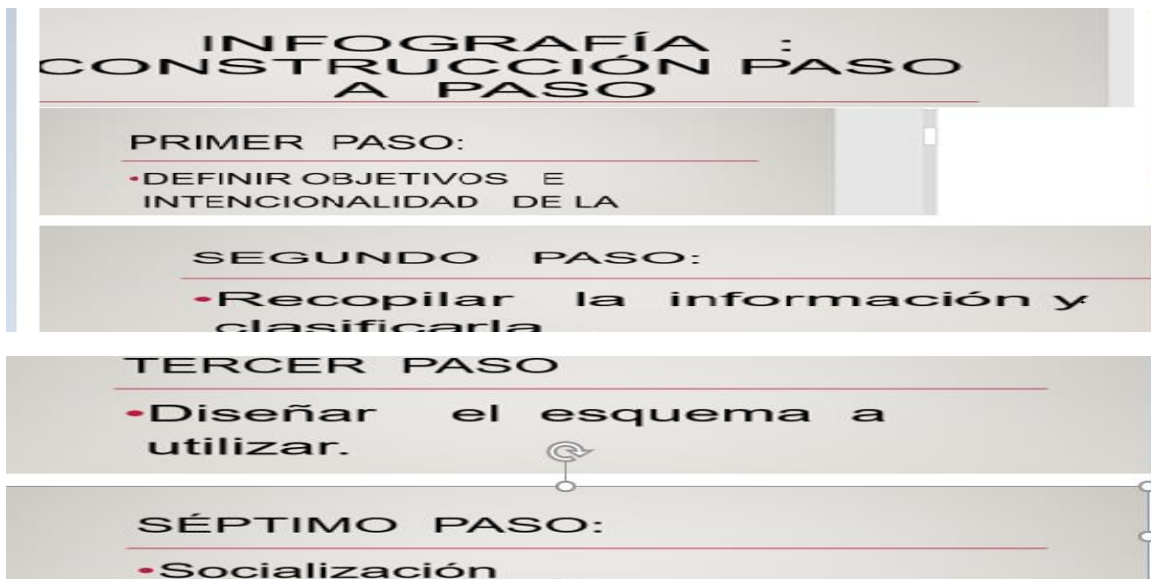 INFOGRAFÍA :
CONSTRUCCIÓN PASO
A PASO
PRIMER PASO:
•DEFINIR OBJETIVOS E
INTENCIONALIDAD DE LA
SEGUNDO PASO:
•Recopilar la información y
clasificarla
TERCER PASO
•Diseñar el esquema a
utilizar.
SÉPTIMO PASO:
•Socialización